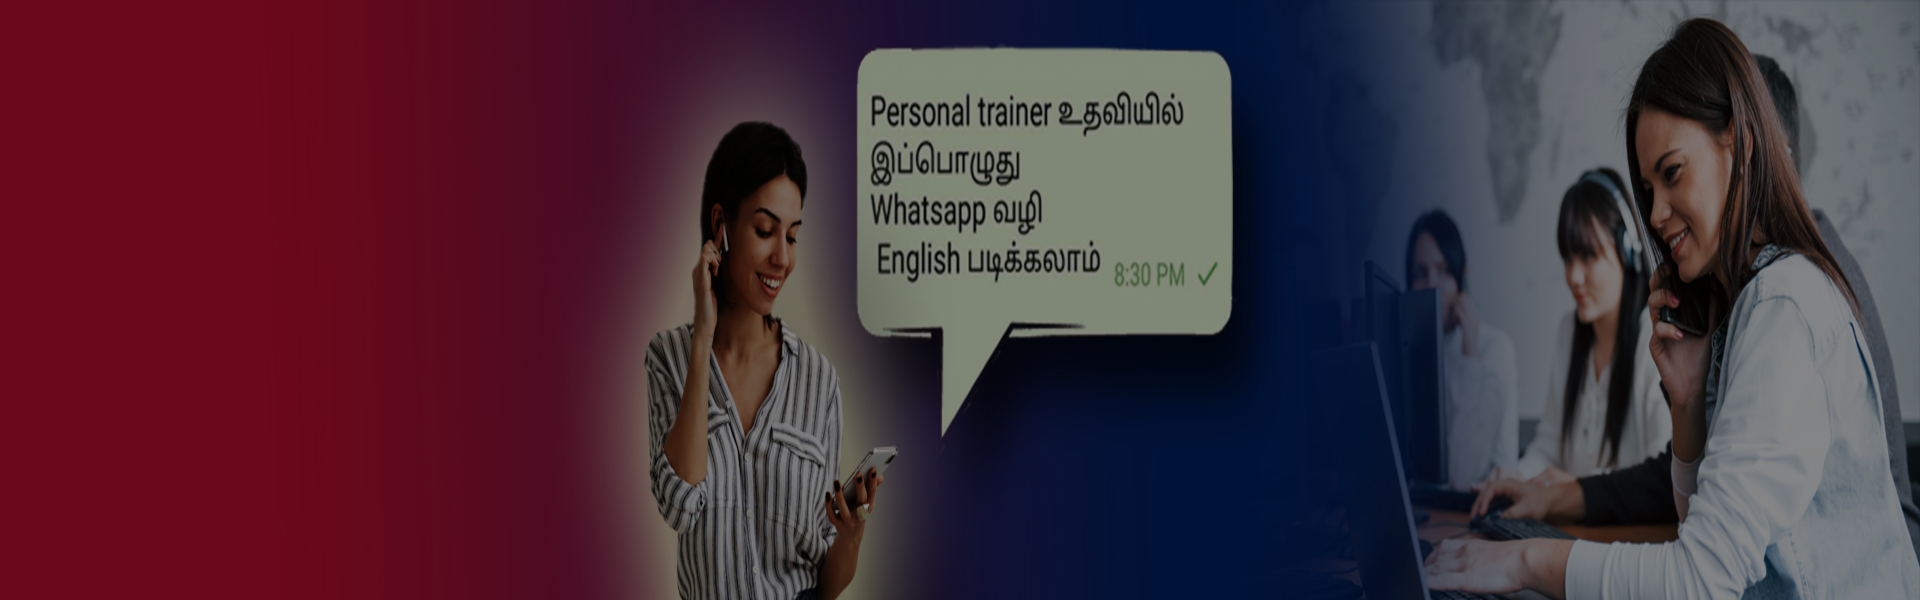 Personal trainer உதவியில்
இப்பொழுது
Whatsapp வழி
English படிக்கலாம்
8:30 PM ✓